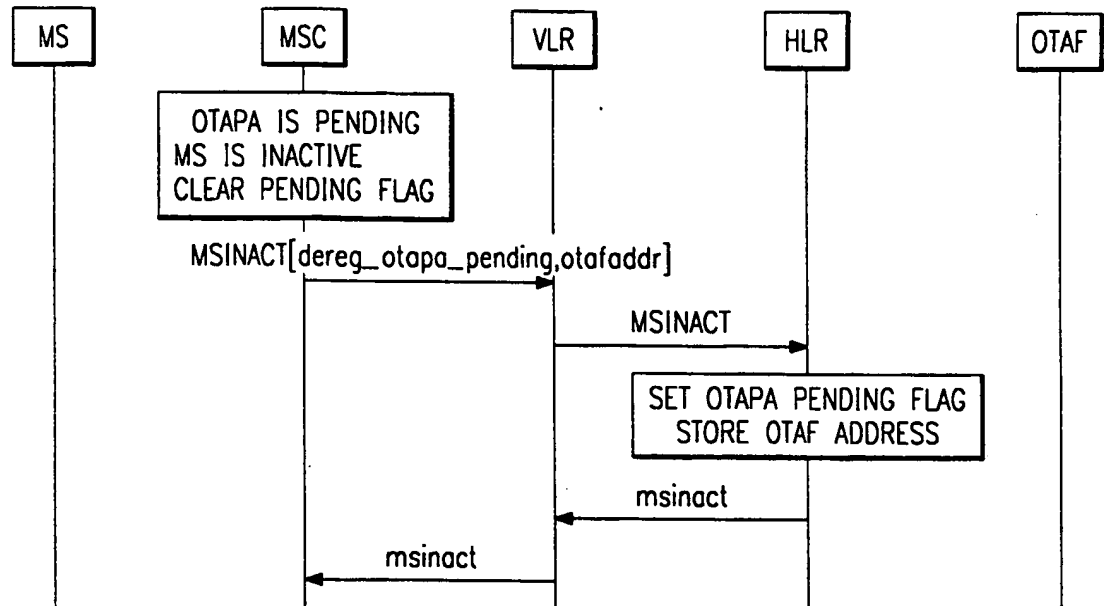 MS MSC VLR HLR OTAF
OTAPA IS PENDING
MS IS INACTIVE
CLEAR PENDING FLAG
MSINACT[dereg_otapa_pending,otafaddr]
MSINACT
SET OTAPA PENDING FLAG
STORE OTAF ADDRESS
msinact
msinact